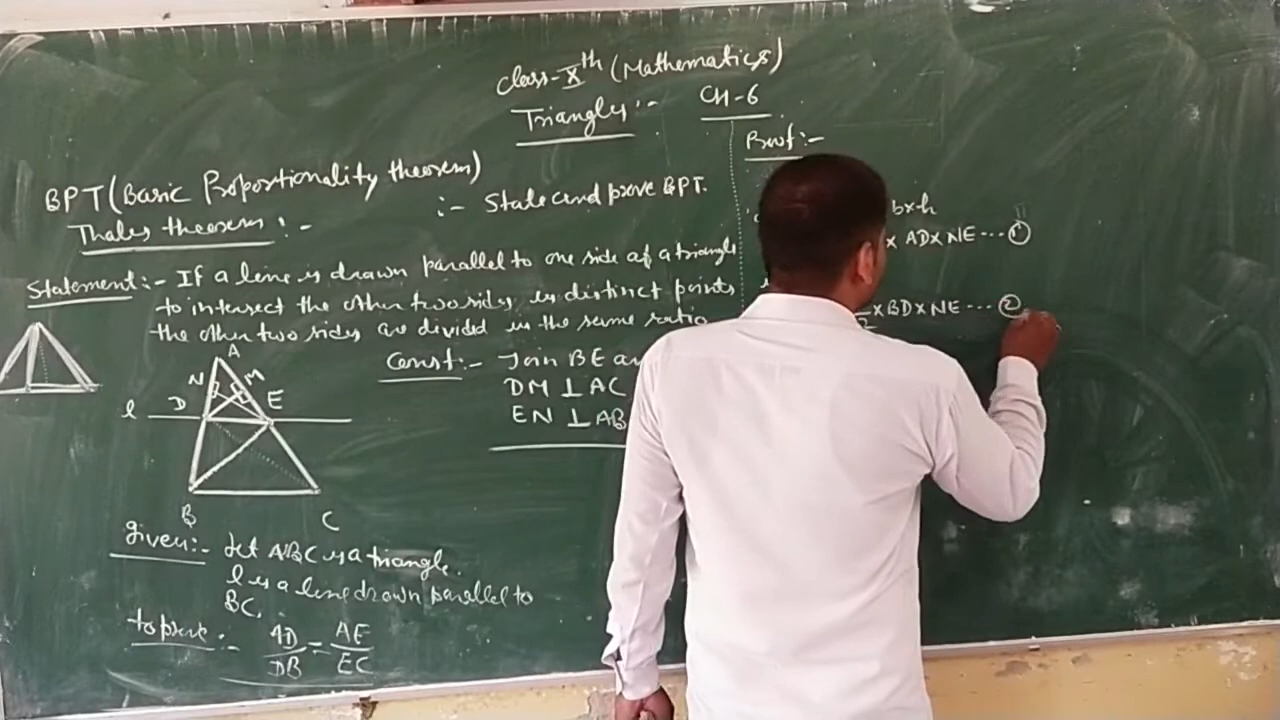 Class-Xth (Mathematics)
Triangles :- CH-6
BPT (Basic Proportionality theorem)
Thales theorem :-
:- State and prove BPT.
Statement :- If a line is drawn parallel to one side of a triangle
to intersect the other two sides in distinct points
the other two sides are divided in the same ratio
A
N M
l D E
B C
Const :- Join BE
DM ⊥ AC
EN ⊥ AB
given :- Let ABC is a triangle.
l is a line drawn parallel to
BC.
to prove :- AD/DB = AE/EC
Proof :-
b×h
× AD × NE --- ①
× BD × NE --- ②